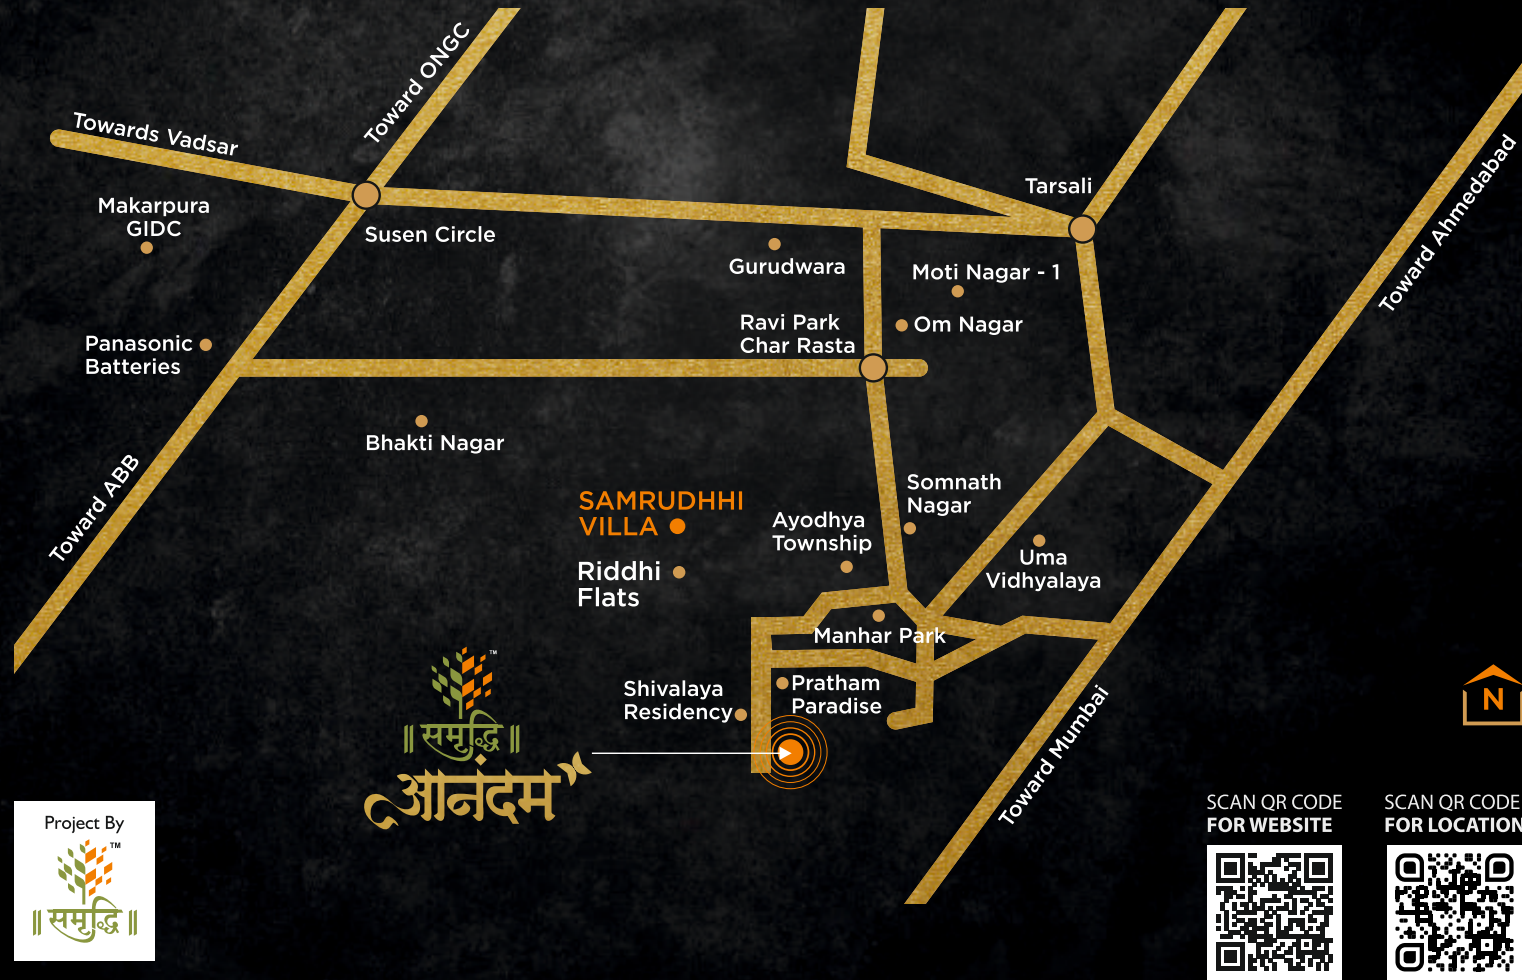 Toward ONGC
Towards Vadsar
Makarpura
GIDC
Susen Circle
Tarsali
Toward Ahmedabad
Gurudwara
Moti Nagar - 1
Om Nagar
Ravi Park
Char Rasta
Panasonic
Batteries
Bhakti Nagar
Toward ABB
SAMRUDHHI
VILLA
Riddhi
Flats
Ayodhya
Township
Somnath
Nagar
Uma
Vidhyalaya
Manhar Park
Shivalaya
Residency
Pratham
Paradise
Toward Mumbai
N
TM
॥ समृद्धि ॥
आनंदम
Project By
TM
॥ समृद्धि ॥
SCAN QR CODE
FOR WEBSITE
SCAN QR CODE
FOR LOCATION